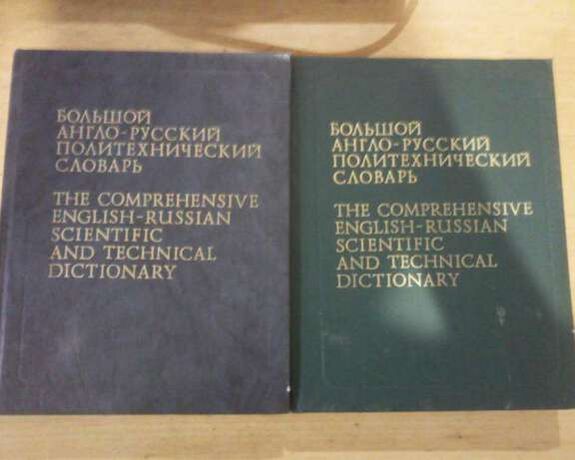 БОЛЬШОЙ
АНГЛО-РУССКИЙ
ПОЛИТЕХНИЧЕСКИЙ
СЛОВАРЬ
THE COMPREHENSIVE
ENGLISH-RUSSIAN
SCIENTIFIC
AND TECHNICAL
DICTIONARY
БОЛЬШОЙ
АНГЛО-РУССКИЙ
ПОЛИТЕХНИЧЕСКИЙ
СЛОВАРЬ
THE COMPREHENSIVE
ENGLISH-RUSSIAN
SCIENTIFIC
AND TECHNICAL
DICTIONARY